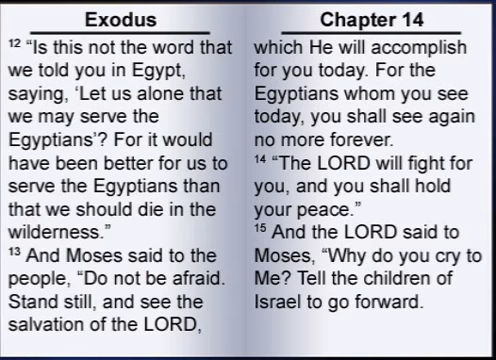 Exodus
Chapter 14
¹² “Is this not the word that
we told you in Egypt,
saying, ‘Let us alone that
we may serve the
Egyptians’? For it would
have been better for us to
serve the Egyptians than
that we should die in the
wilderness.”
¹³ And Moses said to the
people, “Do not be afraid.
Stand still, and see the
salvation of the LORD,
which He will accomplish
for you today. For the
Egyptians whom you see
today, you shall see again
no more forever.
¹⁴ “The LORD will fight for
you, and you shall hold
your peace.”
¹⁵ And the LORD said to
Moses, “Why do you cry to
Me? Tell the children of
Israel to go forward.